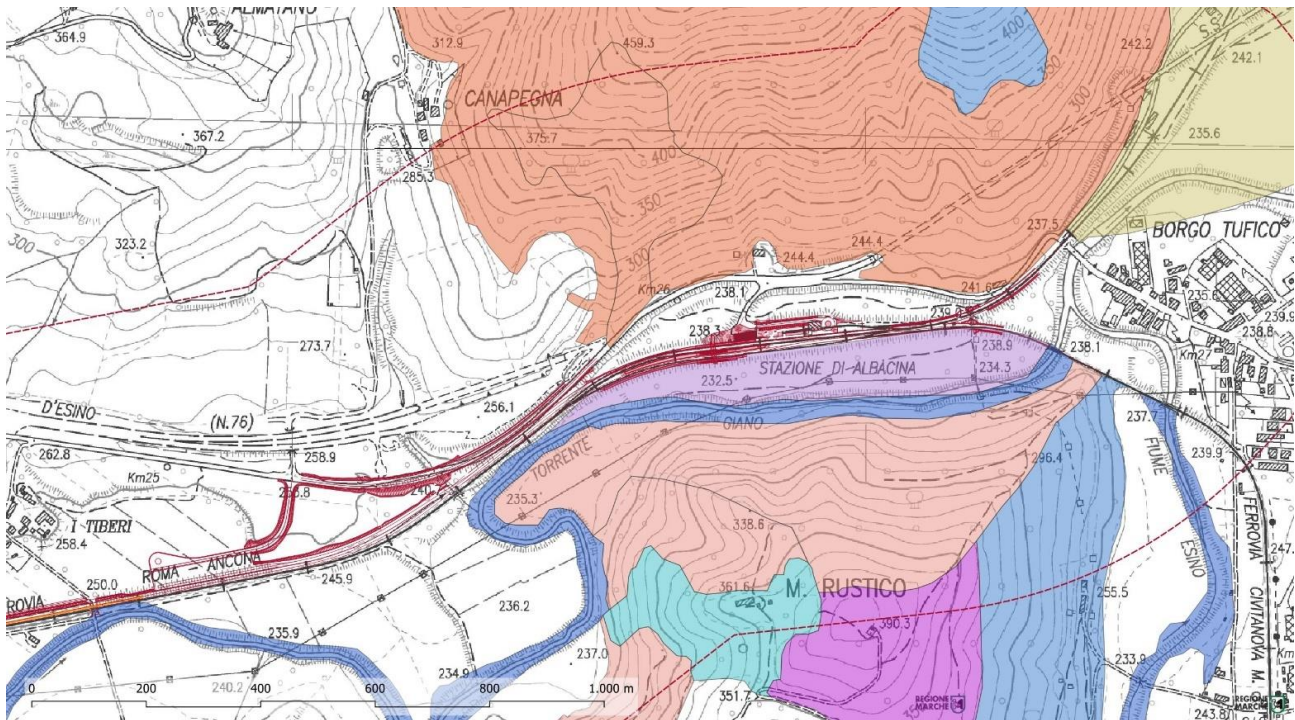 ALMATANO
364.9
312.9
459.3
400
242.2
S.S.
242.1
CANAPEGNA
367.2
375.7
300
235.6
400
285.3
350
237.5
BORGO TUFICO
300
323.2
244.4
300
244.4
Km26
238.1
241.6
235.6
239.9
238.3
238.8
273.7
238.9
238.1
Km27
STAZIONE DI ALBACINA
232.5
234.3
256.1
D'ESINO
(N.76)
GIANO
237.7
262.8
258.9
TORRENTE
FIUME
239.9
Km25
296.4
235.3
I TIBERI
338.6
258.4
ESINO
FERROVIA CIVITANOVA M.
247.
ROMA - ANCONA
361.6
M. RUSTICO
250.0
245.9
255.5
ROVIA
236.2
390.3
235.9
237.0
233.9
234.9
240.2
351.7
0 200 400 600 800 1.000 m
REGIONE MARCHE
REGIONE MARCHE
243.8